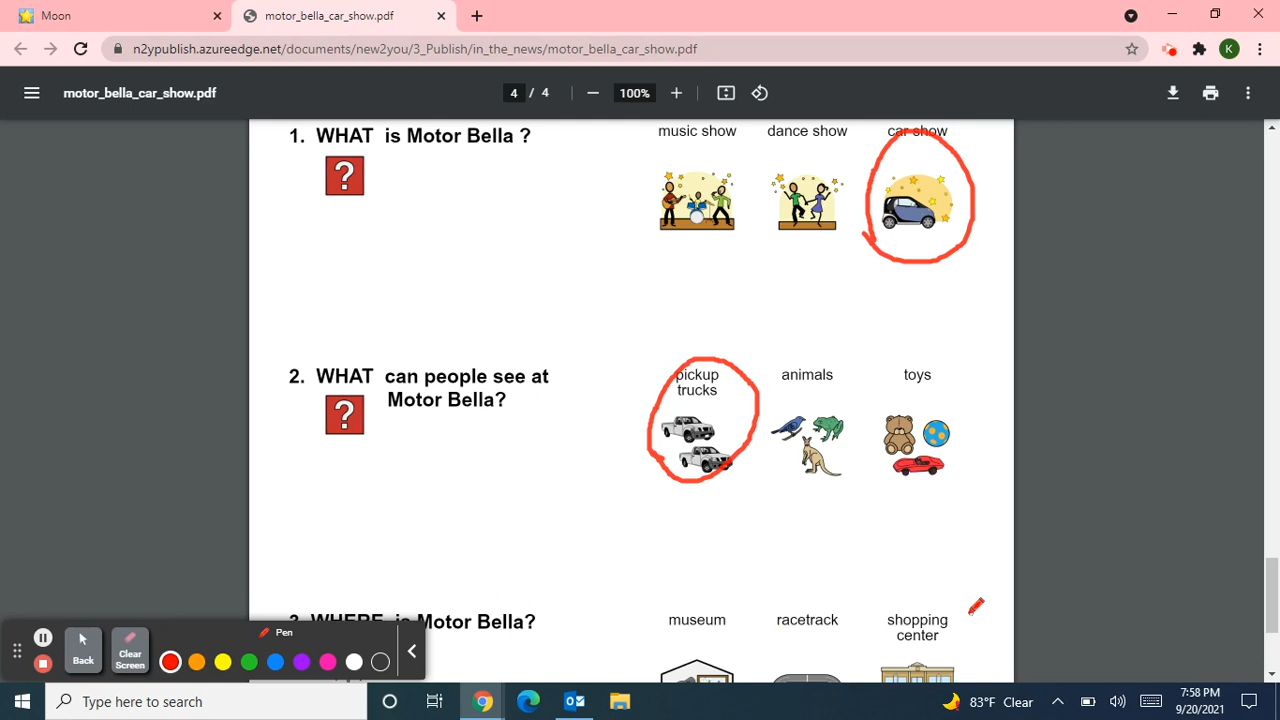 Moon
motor_bella_car_show.pdf
n2ypublish.azureedge.net/documents/new2you/3_Publish/in_the_news/motor_bella_car_show.pdf
K
motor_bella_car_show.pdf
4 / 4
100%
1. WHAT is Motor Bella ?
?
music show
dance show
car show
2. WHAT can people see at
Motor Bella?
?
pickup
trucks
animals
toys
3. WHERE is Motor Bella?
museum
racetrack
shopping
center
Back
Clear
Screen
Pen
Type here to search
83°F Clear
7:58 PM
9/20/2021